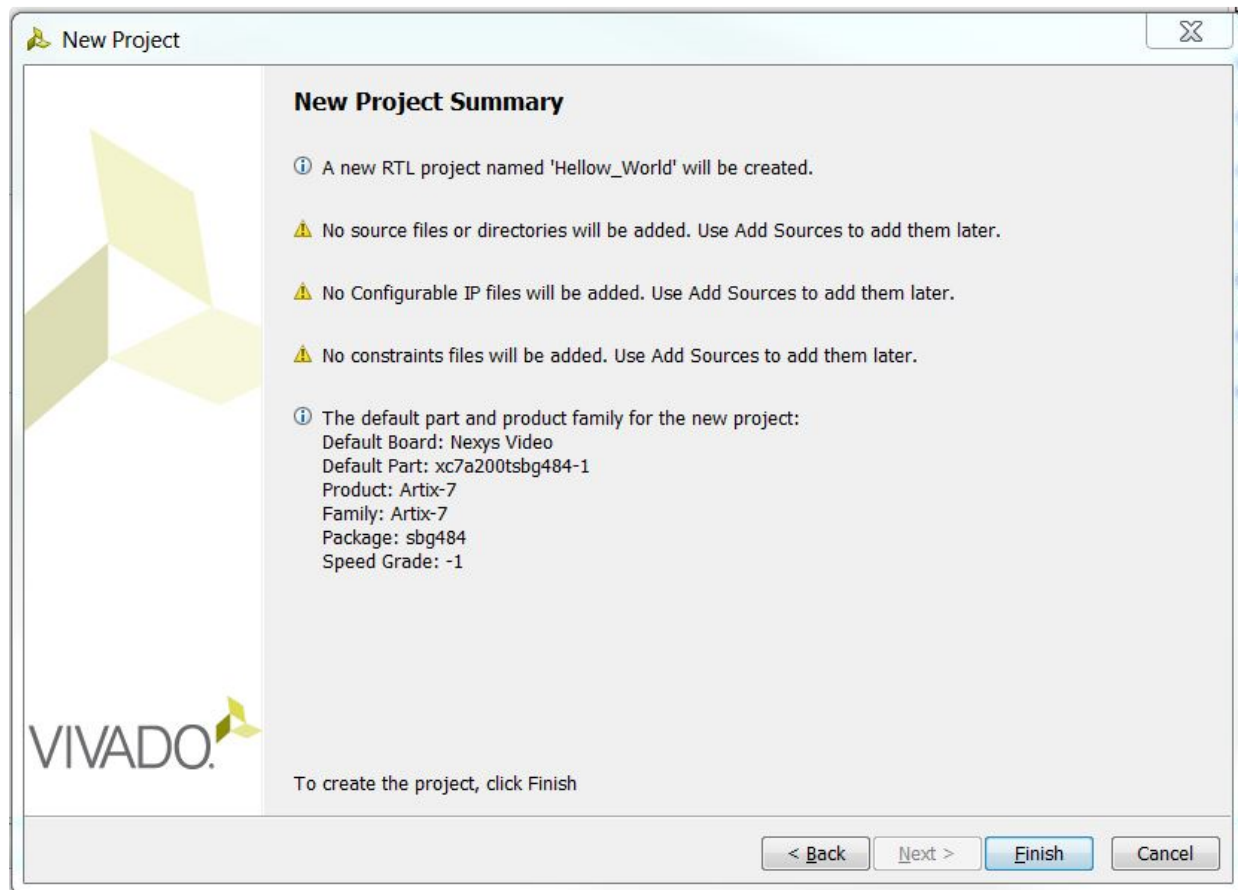 New Project
New Project Summary
A new RTL project named 'Hellow_World' will be created.
No source files or directories will be added. Use Add Sources to add them later.
No Configurable IP files will be added. Use Add Sources to add them later.
No constraints files will be added. Use Add Sources to add them later.
The default part and product family for the new project:
Default Board: Nexys Video
Default Part: xc7a200tsbg484-1
Product: Artix-7
Family: Artix-7
Package: sbg484
Speed Grade: -1
VIVADO.
To create the project, click Finish
< Back Next > Finish Cancel